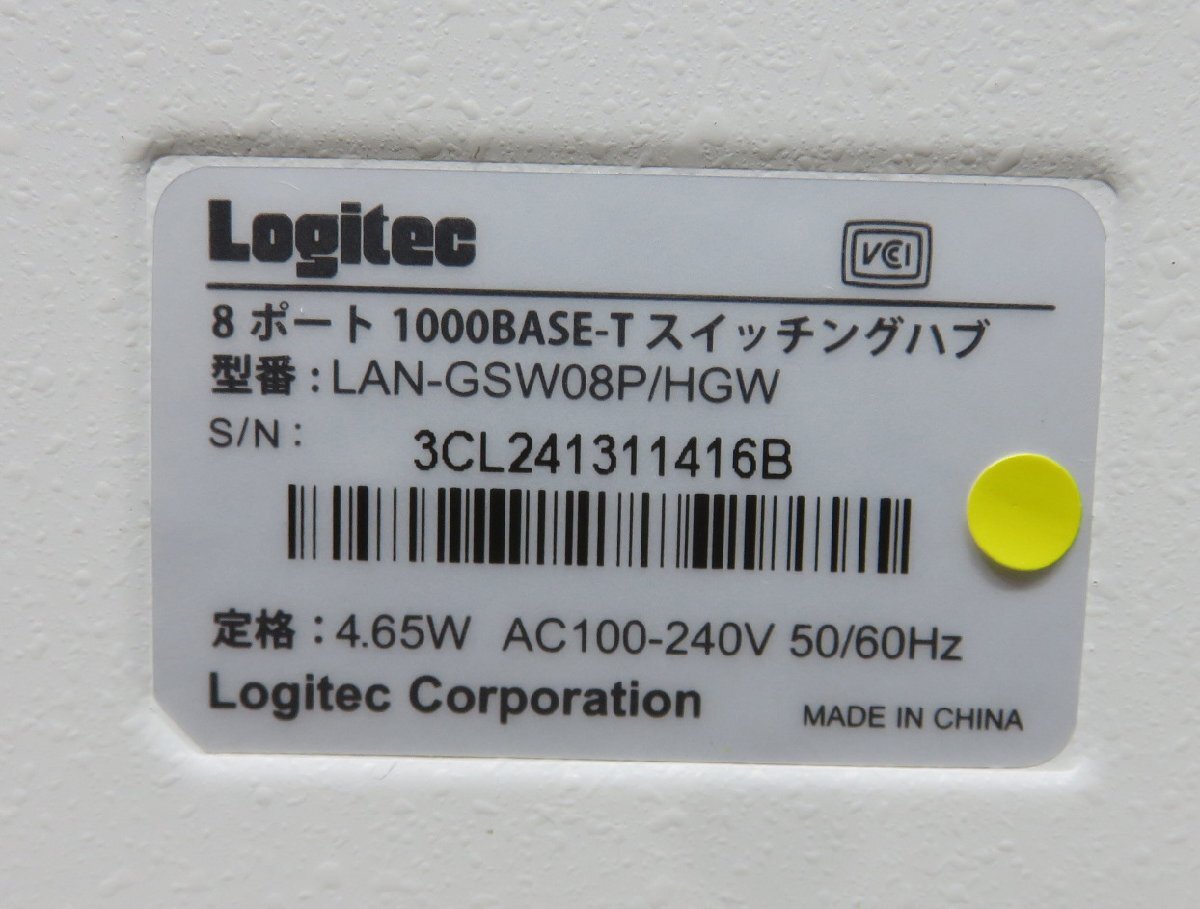 Logitec
VCCI
8 ポート 1000BASE-T スイッチングハブ
型番 : LAN-GSW08P/HGW
S/N : 3CL241311416B
定格 : 4.65W AC100-240V 50/60Hz
Logitec Corporation
MADE IN CHINA